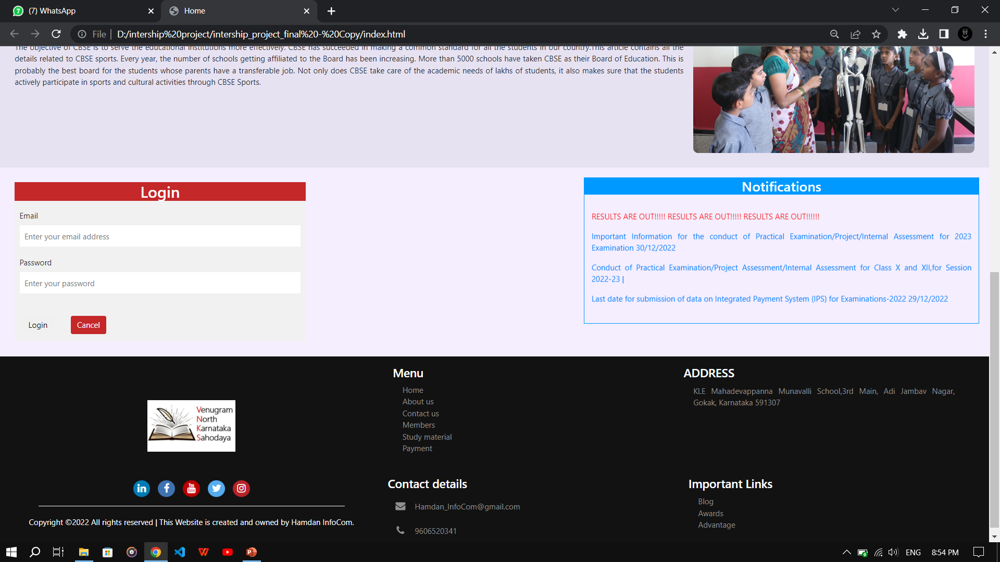 (7) WhatsApp
Home
File
D:/intership%20project/intership_project_final%20-%20Copy/index.html
The objective of CBSE is to serve the educational institutions more effectively. CBSE has succeeded in making a common standard for all the students in our country.This article contains all the
details related to CBSE sports. Every year, the number of schools getting affiliated to the Board has been increasing. More than 5000 schools have taken CBSE as their Board of Education. This is
probably the best board for the students whose parents have a transferable job. Not only does CBSE take care of the academic needs of lakhs of students, it also makes sure that the students
actively participate in sports and cultural activities through CBSE Sports.
Login
Email
Enter your email address
Password
Enter your password
Login
Cancel
Notifications
RESULTS ARE OUT!!!!! RESULTS ARE OUT!!!!! RESULTS ARE OUT!!!!!!
Important Information for the conduct of Practical Examination/Project/Internal Assessment for 2023
Examination 30/12/2022
Conduct of Practical Examination/Project Assessment/Internal Assessment for Class X and XII,for Session
2022-23 |
Last date for submission of data on Integrated Payment System (IPS) for Examinations-2022 29/12/2022
Venugram
North
Karnataka
Sahodaya
You
Tube
Copyright ©2022 All rights reserved | This Website is created and owned by Hamdan InfoCom.
Menu
Home
About us
Contact us
Members
Study material
Payment
ADDRESS
KLE Mahadevappanna Munavalli School,3rd Main, Adi Jambav Nagar,
Gokak, Karnataka 591307
Contact details
Hamdan_InfoCom@gmail.com
9606520341
Important Links
Blog
Awards
Advantage
ENG
8:54 PM